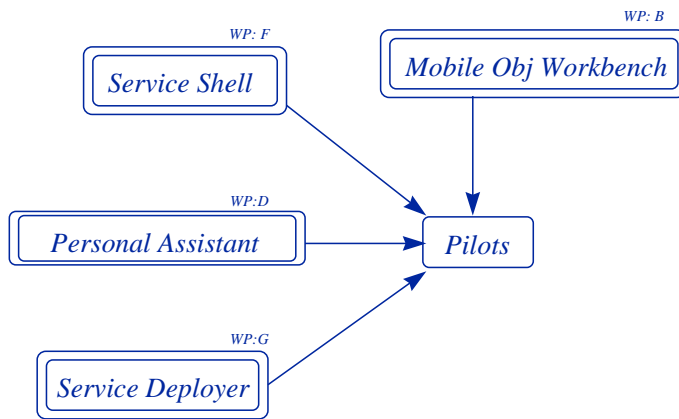 WP: F
WP: B
Service Shell
Mobile Obj Workbench
WP:D
Personal Assistant
Pilots
WP:G
Service Deployer